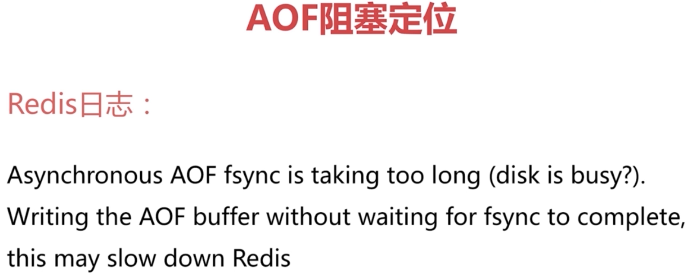 AOF阻塞定位
Redis日志：
Asynchronous AOF fsync is taking too long (disk is busy?).
Writing the AOF buffer without waiting for fsync to complete,
this may slow down Redis